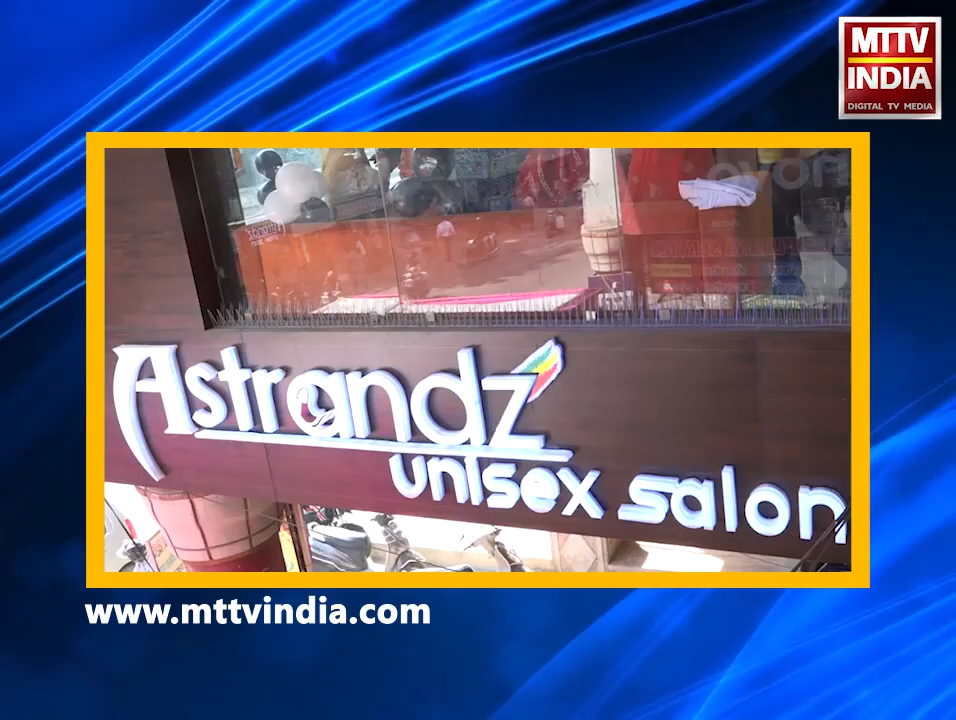 MTTV
INDIA
DIGITAL TV MEDIA
Astrandz
unisex salon
www.mttvindia.com